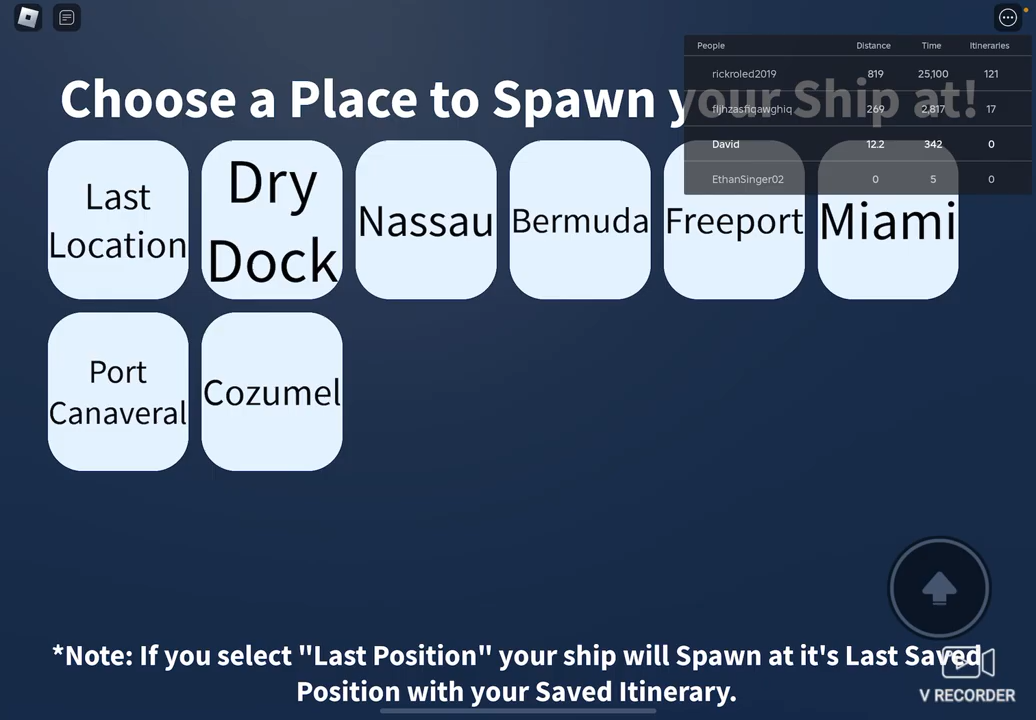 People Distance Time Itineraries
rickroled2019 819 25,100 121
Choose a Place to Spawn your Ship at!
269 2,817 17
David 12.2 342 0
EthanSinger02 0 5 0
Last
Location
Dry
Dock
Nassau
Bermuda
Freeport
Miami
Port
Canaveral
Cozumel
*Note: If you select "Last Position" your ship will Spawn at it's Last Saved
Position with your Saved Itinerary.
V RECORDER